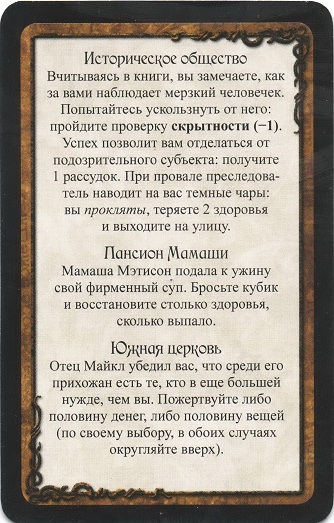 Историческое общество
Вчитываясь в книги, вы замечаете, как
за вами наблюдает мерзкий человечек.
Попытайтесь ускользнуть от него:
пройдите проверку скрытности (−1).
Успех позволит вам отделаться от
подозрительного субъекта: получите
1 рассудок. При провале преследова-
тель наводит на вас темные чары:
вы прокляты, теряете 2 здоровья
и выходите на улицу.
Пансион Мамаши
Мамаша Мэтисон подала к ужину
свой фирменный суп. Бросьте кубик
и восстановите столько здоровья,
сколько выпало.
Южная церковь
Отец Майкл убедил вас, что среди его
прихожан есть те, кто в еще большей
нужде, чем вы. Пожертвуйте либо
половину денег, либо половину вещей
(по своему выбору, в обоих случаях
округляйте вверх).